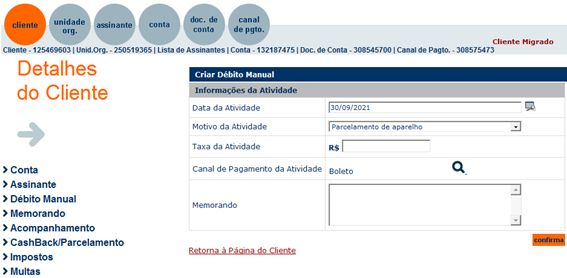 cliente
unidade org.
assinante
conta
doc. de conta
canal de pgto.
Cliente Migrado
Cliente - 125469603 | Unid.Org. - 250519365 | Lista de Assinantes | Conta - 132187475 | Doc. de Conta - 308545700 | Canal de Pagto. - 308575473
Detalhes
do Cliente
Conta
Assinante
Débito Manual
Memorando
Acompanhamento
CashBack/Parcelamento
Impostos
Multas
Criar Débito Manual
Informações da Atividade
Data da Atividade 30/09/2021
Motivo da Atividade Parcelamento de aparelho
Taxa da Atividade R$
Canal de Pagamento da Atividade Boleto
Memorando
confirma
Retorna à Página do Cliente